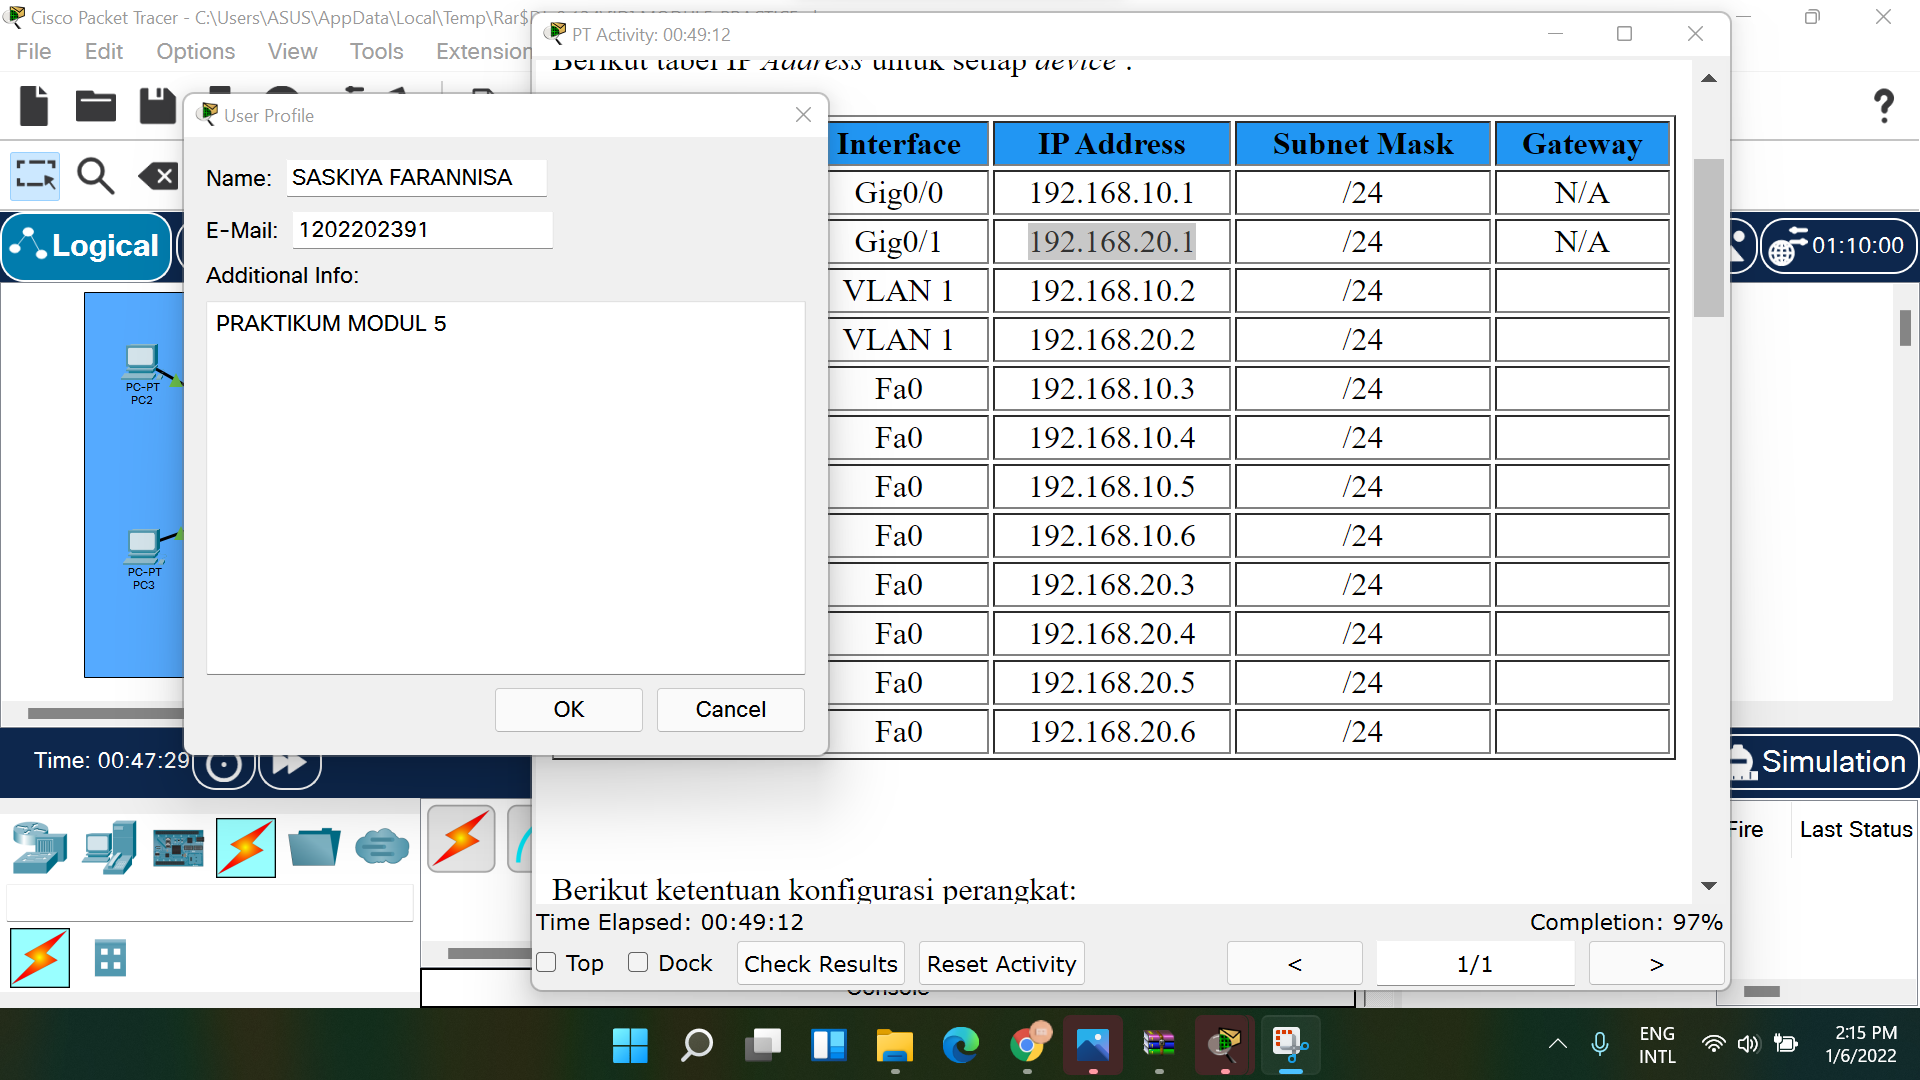 Cisco Packet Tracer - C:\Users\ASUS\AppData\Local\Temp\Rar$
File Edit Options View Tools Extension
PT Activity: 00:49:12
Berikut tabel IP Address untuk setiap device :
Interface IP Address Subnet Mask Gateway
Gig0/0 192.168.10.1 /24 N/A
Gig0/1 192.168.20.1 /24 N/A
VLAN 1 192.168.10.2 /24
VLAN 1 192.168.20.2 /24
Fa0 192.168.10.3 /24
Fa0 192.168.10.4 /24
Fa0 192.168.10.5 /24
Fa0 192.168.10.6 /24
Fa0 192.168.20.3 /24
Fa0 192.168.20.4 /24
Fa0 192.168.20.5 /24
Fa0 192.168.20.6 /24
Berikut ketentuan konfigurasi perangkat:
Time Elapsed: 00:49:12
Completion: 97%
Top Dock Check Results Reset Activity < 1/1 >
User Profile
Name: SASKIYA FARANNISA
E-Mail: 1202202391
Additional Info:
PRAKTIKUM MODUL 5
OK Cancel
Logical
01:10:00
PC-PT
PC2
PC-PT
PC3
Time: 00:47:29
Simulation
Fire Last Status
Console
?
ENG
INTL
2:15 PM
1/6/2022